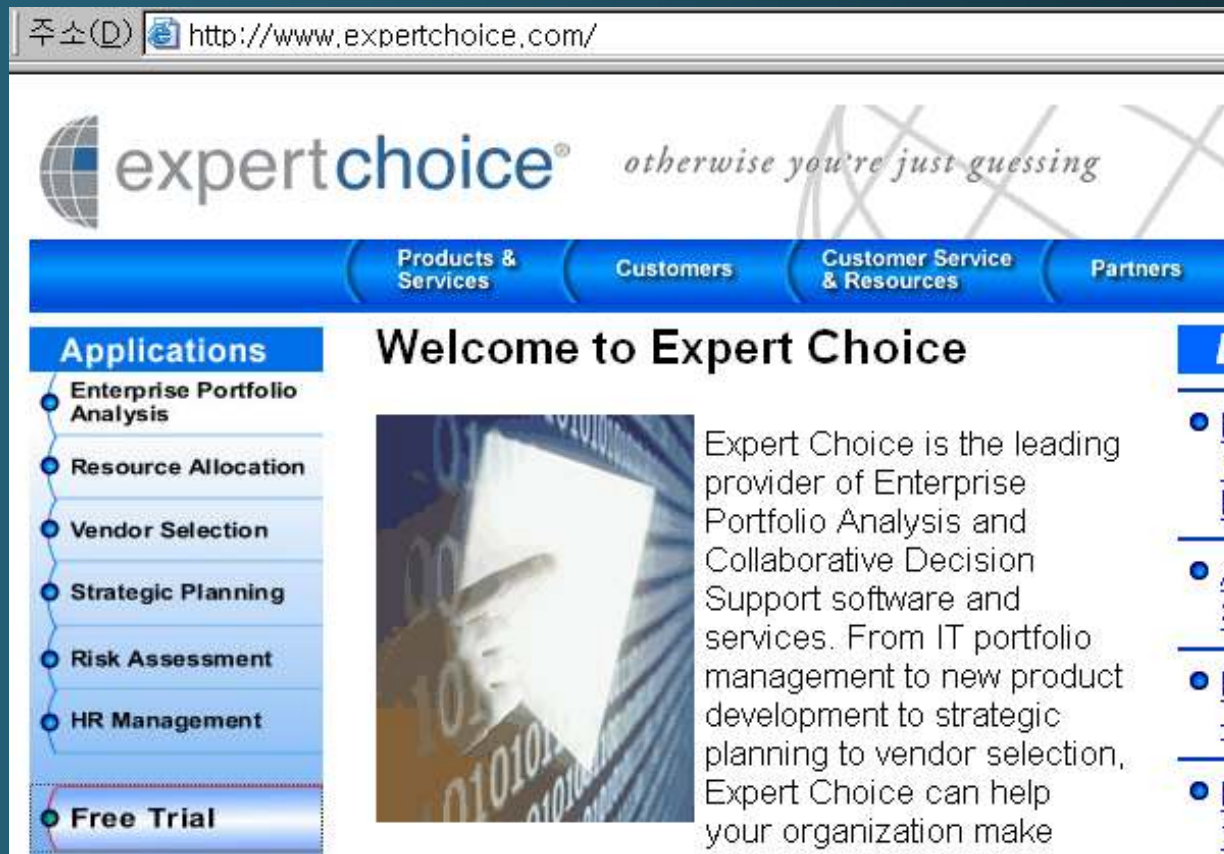 주소(D) http://www.expertchoice.com/
expertchoice® otherwise you're just guessing
Products & Services
Customers
Customer Service & Resources
Partners
Applications
Enterprise Portfolio
Analysis
Resource Allocation
Vendor Selection
Strategic Planning
Risk Assessment
HR Management
Free Trial
Welcome to Expert Choice
Expert Choice is the leading
provider of Enterprise
Portfolio Analysis and
Collaborative Decision
Support software and
services. From IT portfolio
management to new product
development to strategic
planning to vendor selection,
Expert Choice can help
your organization make